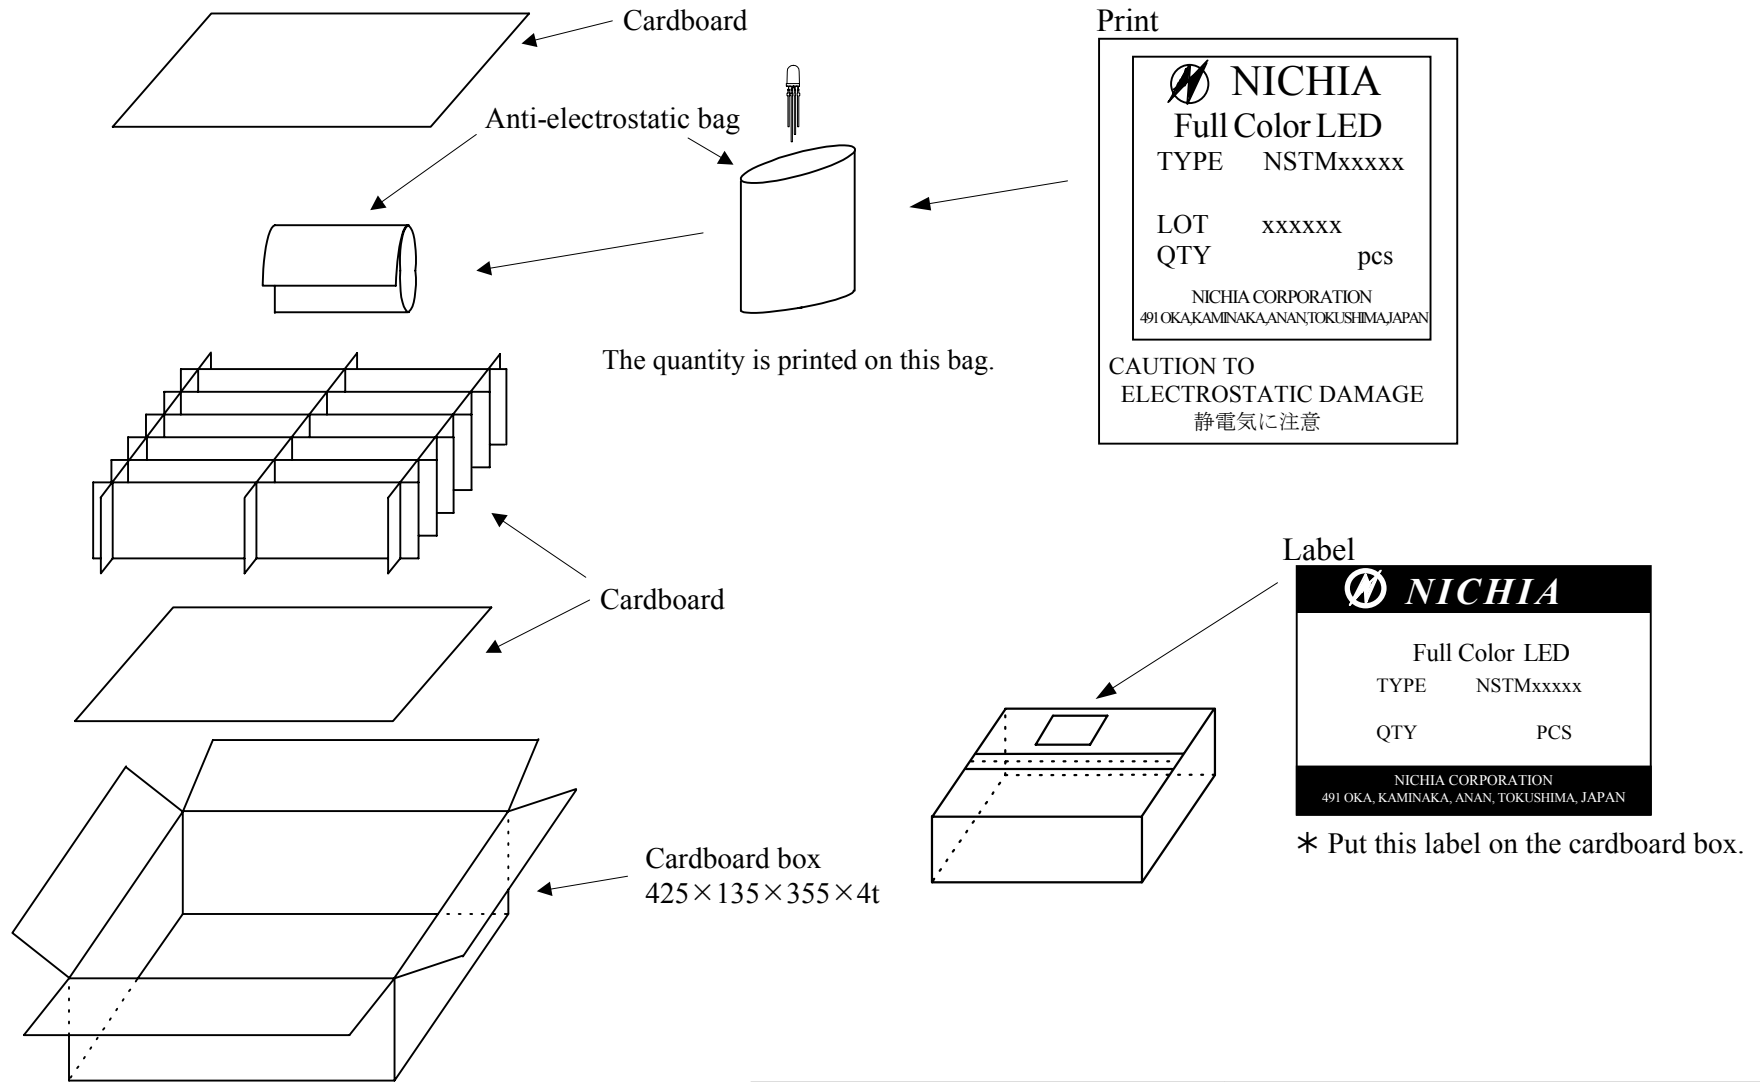 Cardboard
Print
NICHIA
Full Color LED
TYPE NSTMxxxxx
LOT xxxxxx
QTY pcs
NICHIA CORPORATION
491 OKA,KAMINAKA,ANAN,TOKUSHIMA,JAPAN
CAUTION TO
ELECTROSTATIC DAMAGE
静電気に注意
Anti-electrostatic bag
The quantity is printed on this bag.
Cardboard
Label
NICHIA
Full Color LED
TYPE NSTMxxxxx
QTY PCS
NICHIA CORPORATION
491 OKA, KAMINAKA, ANAN, TOKUSHIMA, JAPAN
＊ Put this label on the cardboard box.
Cardboard box
425×135×355×4t